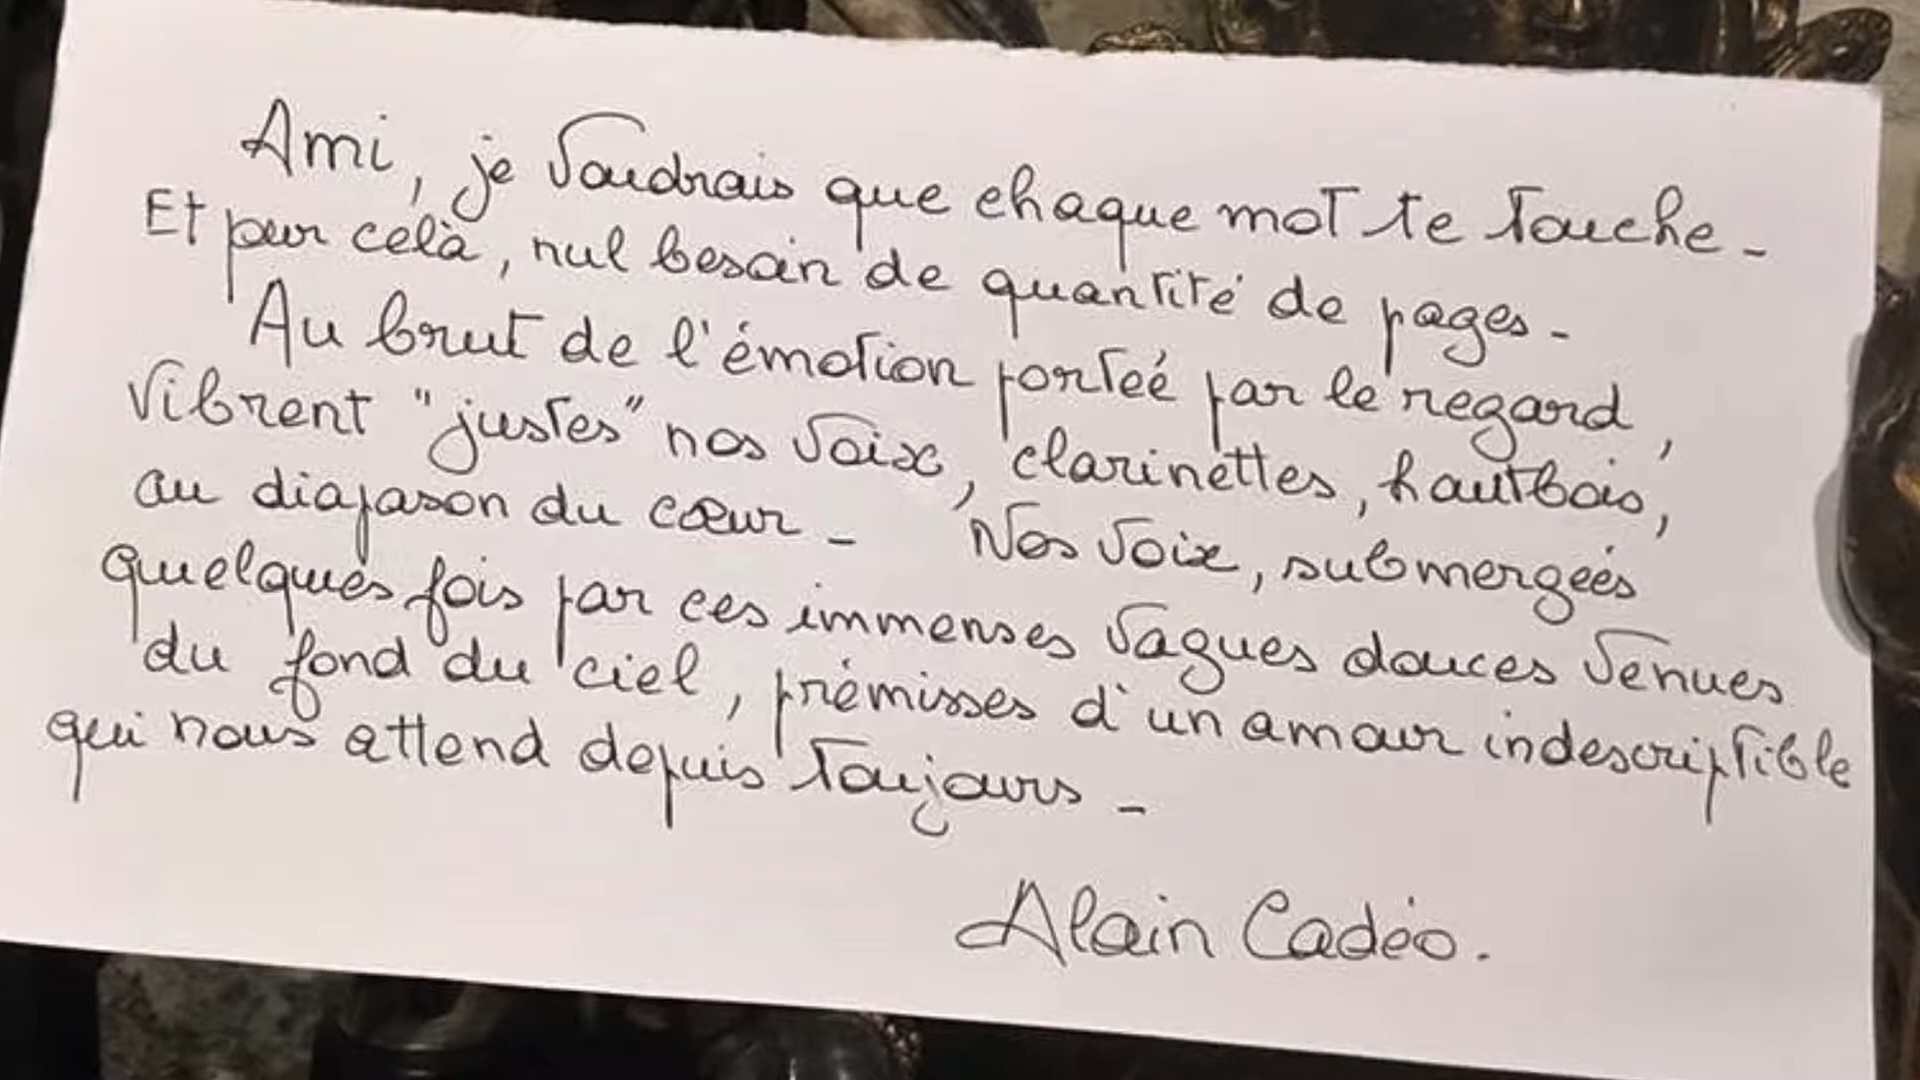 Ami, je voudrais que chaque mot te touche -
Et pour celà, nul besoin de quantité de pages -
Au brut de l'émotion portée par le regard,
vibrent "justes" nos voix, clarinettes, hautbois,
au diapason du cœur - Nos voix, submergées
quelques fois par ces immenses vagues douces venues
du fond du ciel, prémisses d'un amour indescriptible
qui nous attend depuis toujours -
Alain Cadéo.